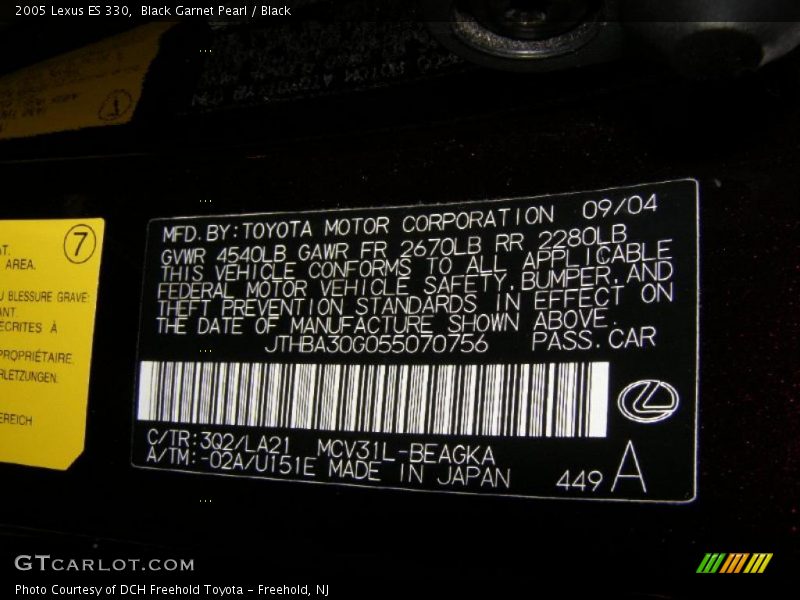 2005 Lexus ES 330, Black Garnet Pearl / Black
7
T.
AREA.
U BLESSURE GRAVE:
ANT.
ECRITES À
PROPRIÉTAIRE.
RLETZUNGEN.
EREICH
MFD. BY: TOYOTA MOTOR CORPORATION 09/04
GVWR 4540LB GAWR FR 2670LB RR 2280LB
THIS VEHICLE CONFORMS TO ALL APPLICABLE
FEDERAL MOTOR VEHICLE SAFETY, BUMPER, AND
THEFT PREVENTION STANDARDS IN EFFECT ON
THE DATE OF MANUFACTURE SHOWN ABOVE.
JTHBA30G055070756 PASS. CAR
C/TR: 3Q2/LA21 MCV31L-BEAGKA
A/TM: -02A/U151E MADE IN JAPAN
449 A
GTCARLOT.COM
Photo Courtesy of DCH Freehold Toyota - Freehold, NJ